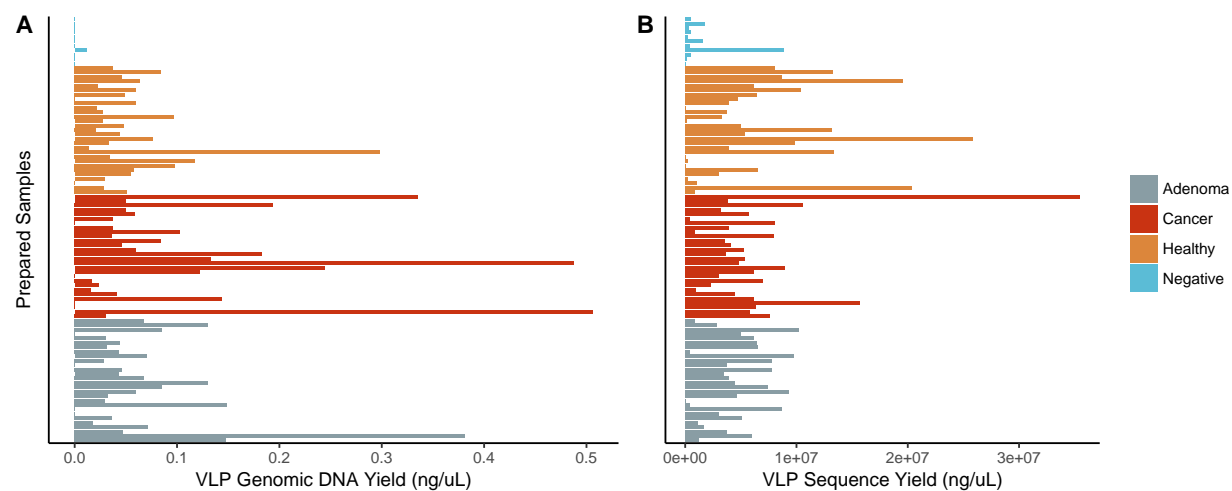 A
B
Prepared Samples
Adenoma
Cancer
Healthy
Negative
0.0 0.1 0.2 0.3 0.4 0.5
0e+00 1e+07 2e+07 3e+07
VLP Genomic DNA Yield (ng/uL)
VLP Sequence Yield (ng/uL)